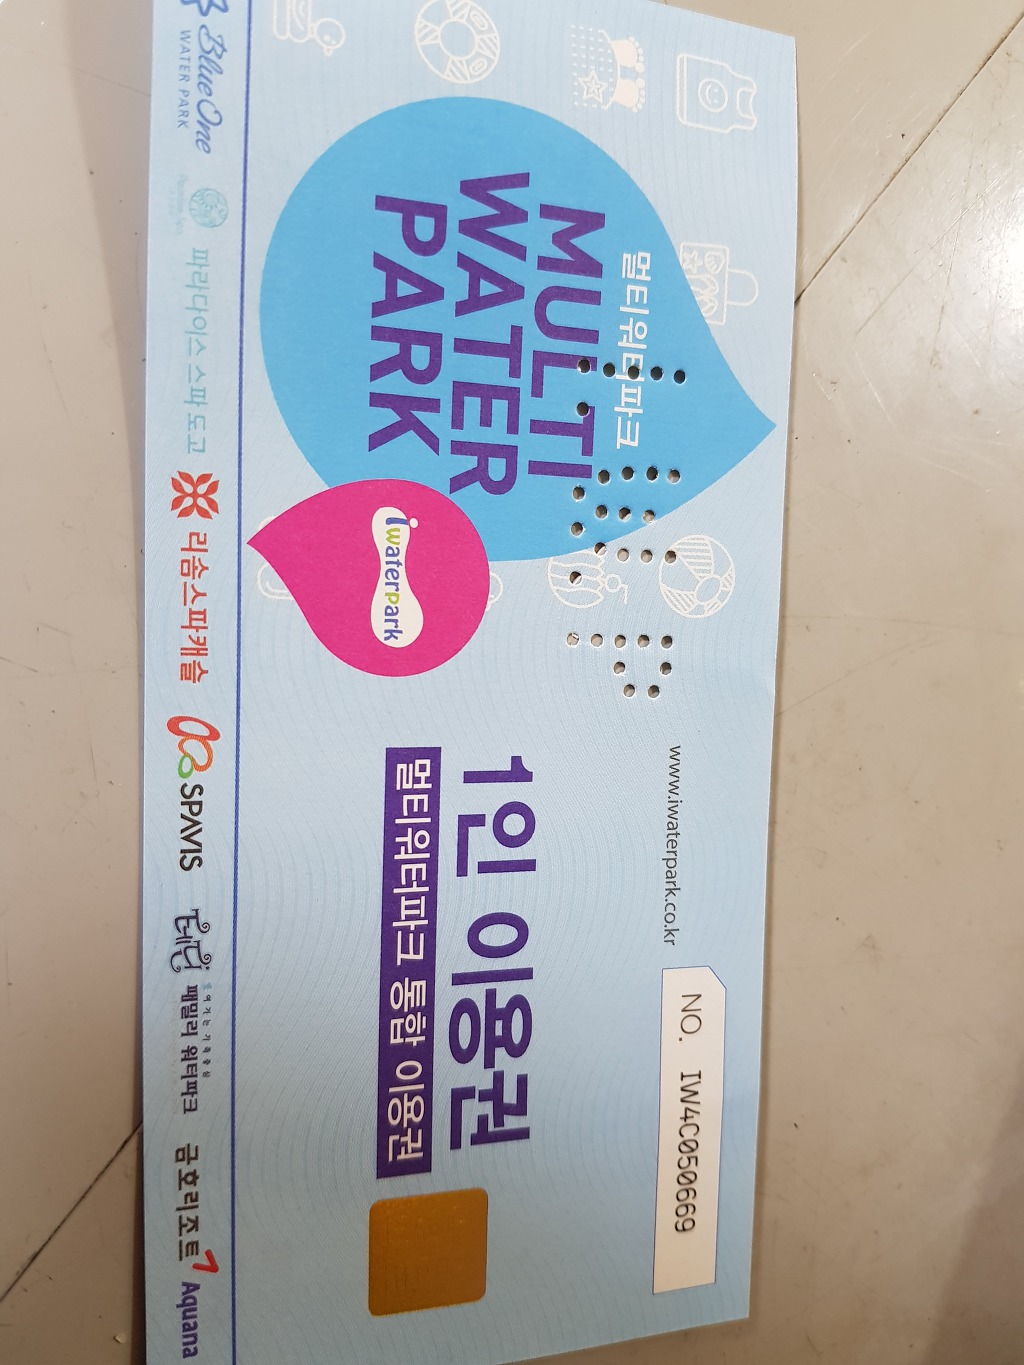 멀티워터파크
MULTI
WATER
PARK
iwaterpark
www.iwaterpark.co.kr
NO. IW4C050669
1인 이용권
멀티워터파크 통합 이용권
Blue One
WATER PARK
파라다이스 스파 도고
리솜스파캐슬
SPAVIS
테딘
패밀리 워터파크
금호리조트
Aquana